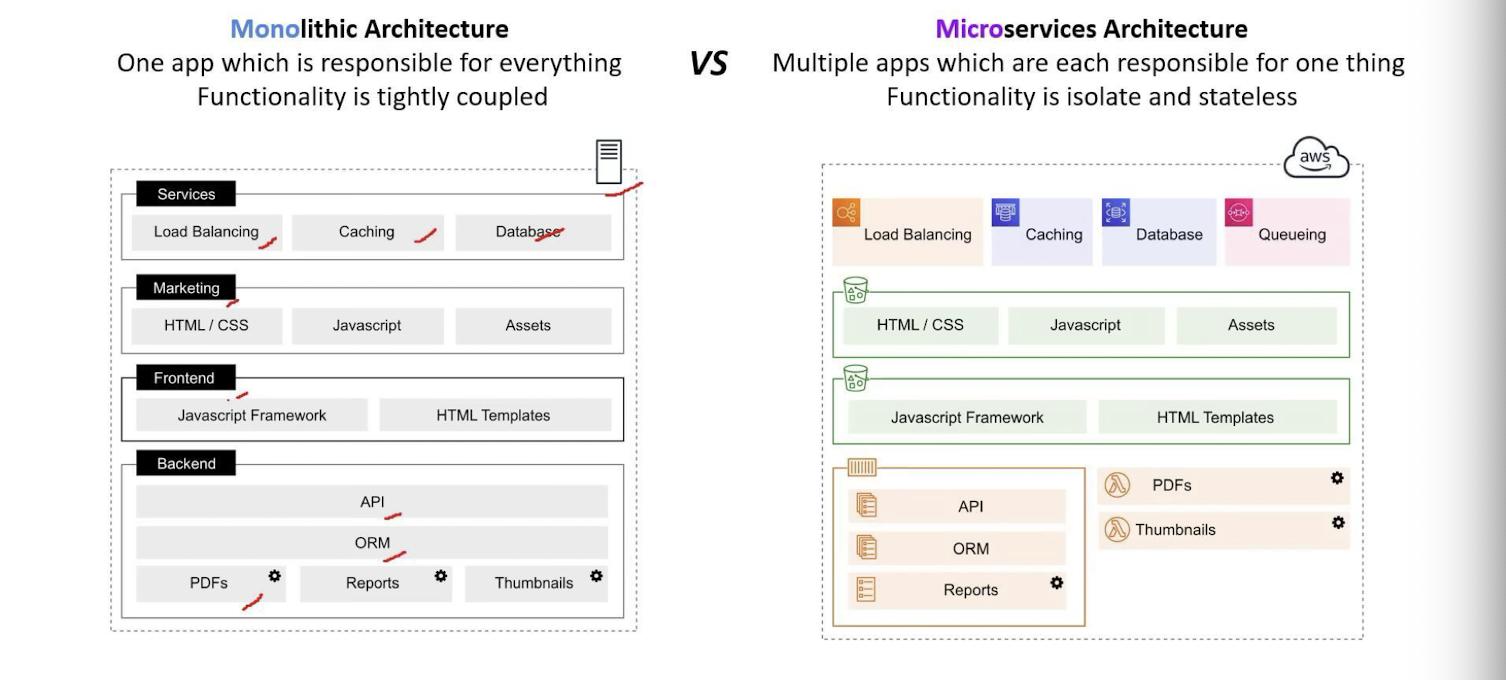 Monolithic Architecture
One app which is responsible for everything
Functionality is tightly coupled
VS
Microservices Architecture
Multiple apps which are each responsible for one thing
Functionality is isolate and stateless
Services
Load Balancing
Caching
Database
Marketing
HTML / CSS
Javascript
Assets
Frontend
Javascript Framework
HTML Templates
Backend
API
ORM
PDFs
Reports
Thumbnails
aws
Load Balancing
Caching
Database
Queueing
HTML / CSS
Javascript
Assets
Javascript Framework
HTML Templates
API
ORM
Reports
PDFs
Thumbnails